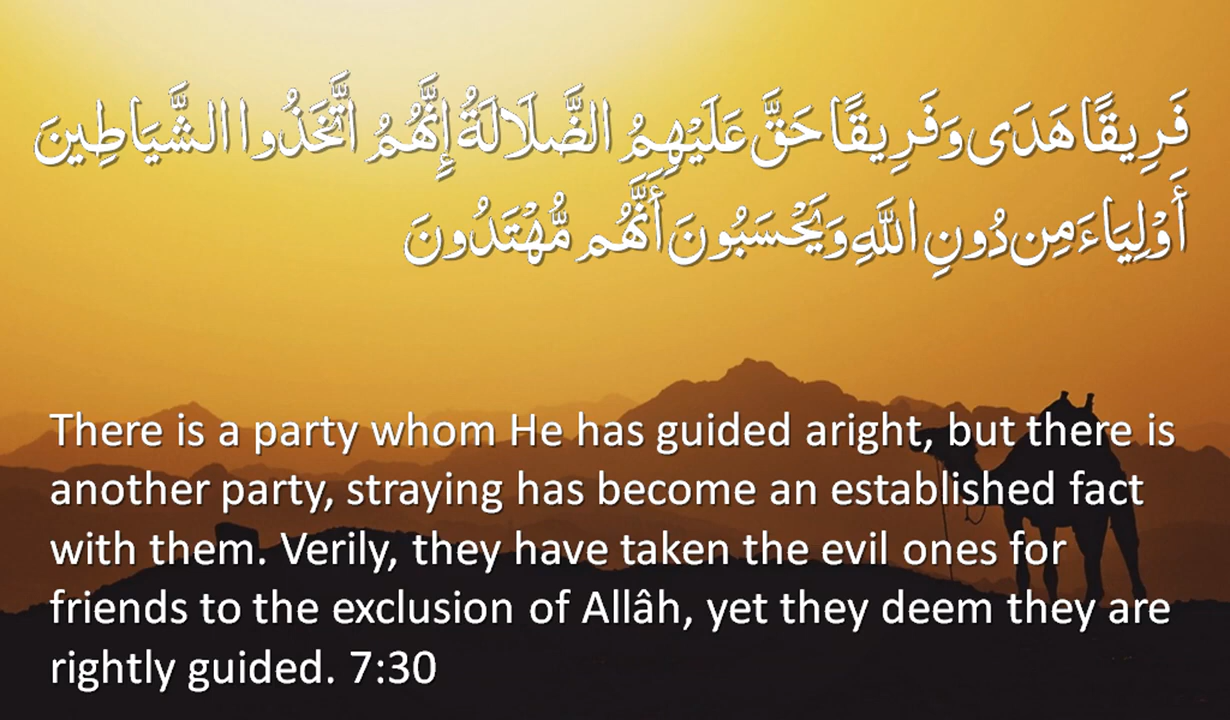 فَرِيقًا هَدَى وَفَرِيقًا حَقَّ عَلَيْهِمُ الضَّلَالَةُ إِنَّهُمُ اتَّخَذُوا الشَّيَاطِينَ
أَوْلِيَاءَ مِن دُونِ اللَّهِ وَيَحْسَبُونَ أَنَّهُم مُّهْتَدُونَ
There is a party whom He has guided aright, but there is
another party, straying has become an established fact
with them. Verily, they have taken the evil ones for
friends to the exclusion of Allâh, yet they deem they are
rightly guided. 7:30